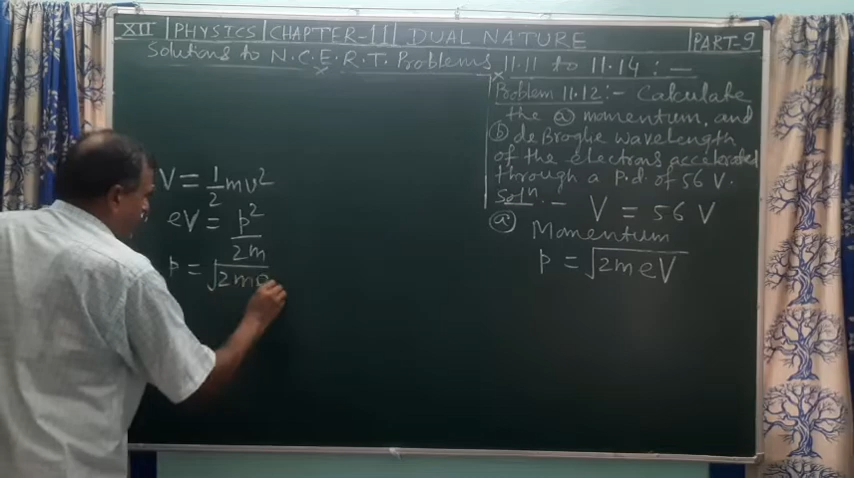 XII | PHYSICS | CHAPTER-11 | DUAL NATURE | PART-9
Solutions to N.C.E.R.T. Problems 11.11 to 11.14 : —
Problem 11.12 :- Calculate
the (a) momentum, and
(b) de Broglie wavelength
of the electrons accelerated
through a P.d. of 56 V.
Solⁿ. - V = 56 V
(a) Momentum
p = √2meV
V = 1/2 mv²
eV = p²/2m
p = √2me